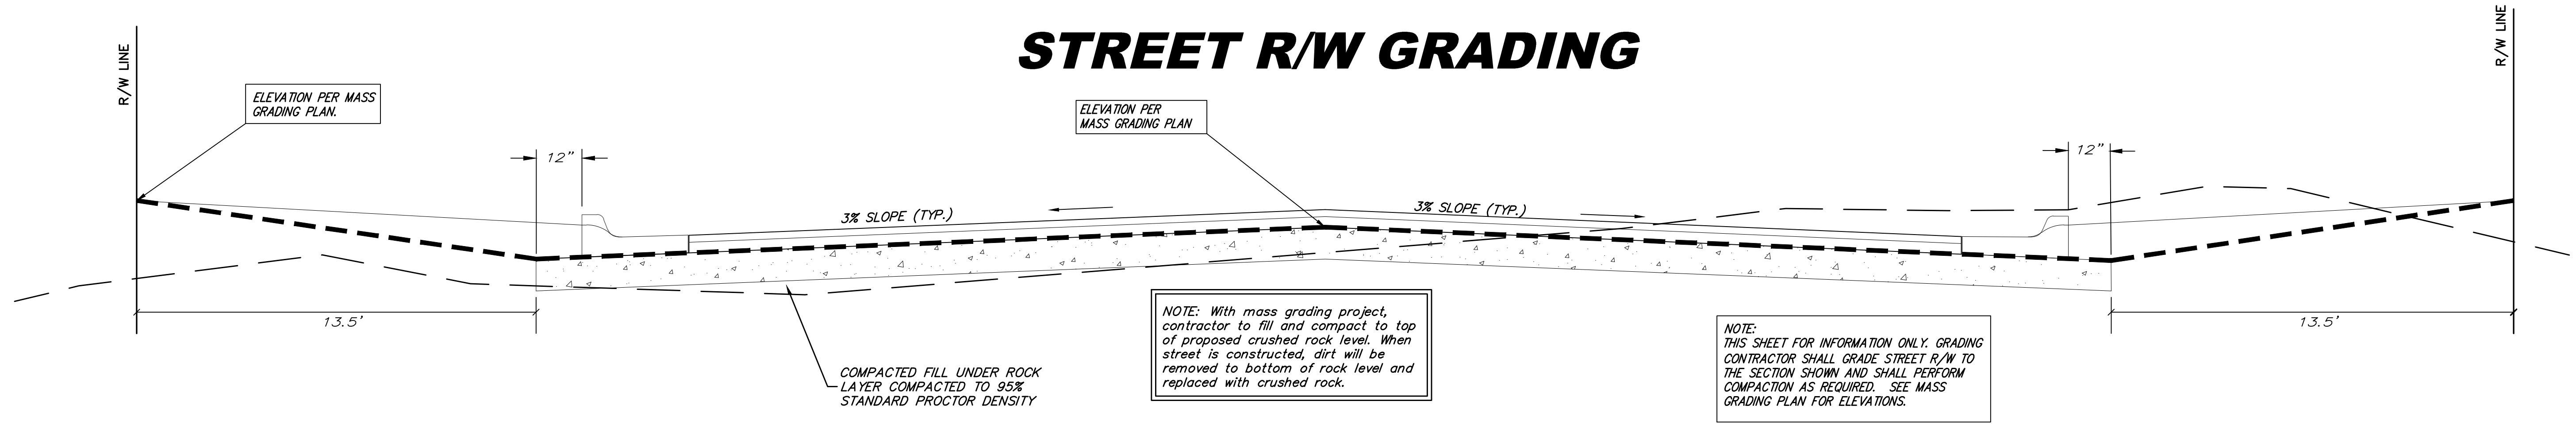 STREET R/W GRADING
R/W LINE
R/W LINE
ELEVATION PER MASS
GRADING PLAN.
ELEVATION PER
MASS GRADING PLAN
12"
12"
3% SLOPE (TYP.)
3% SLOPE (TYP.)
13.5'
13.5'
COMPACTED FILL UNDER ROCK
LAYER COMPACTED TO 95%
STANDARD PROCTOR DENSITY
NOTE: With mass grading project,
contractor to fill and compact to top
of proposed crushed rock level. When
street is constructed, dirt will be
removed to bottom of rock level and
replaced with crushed rock.
NOTE:
THIS SHEET FOR INFORMATION ONLY. GRADING
CONTRACTOR SHALL GRADE STREET R/W TO
THE SECTION SHOWN AND SHALL PERFORM
COMPACTION AS REQUIRED. SEE MASS
GRADING PLAN FOR ELEVATIONS.